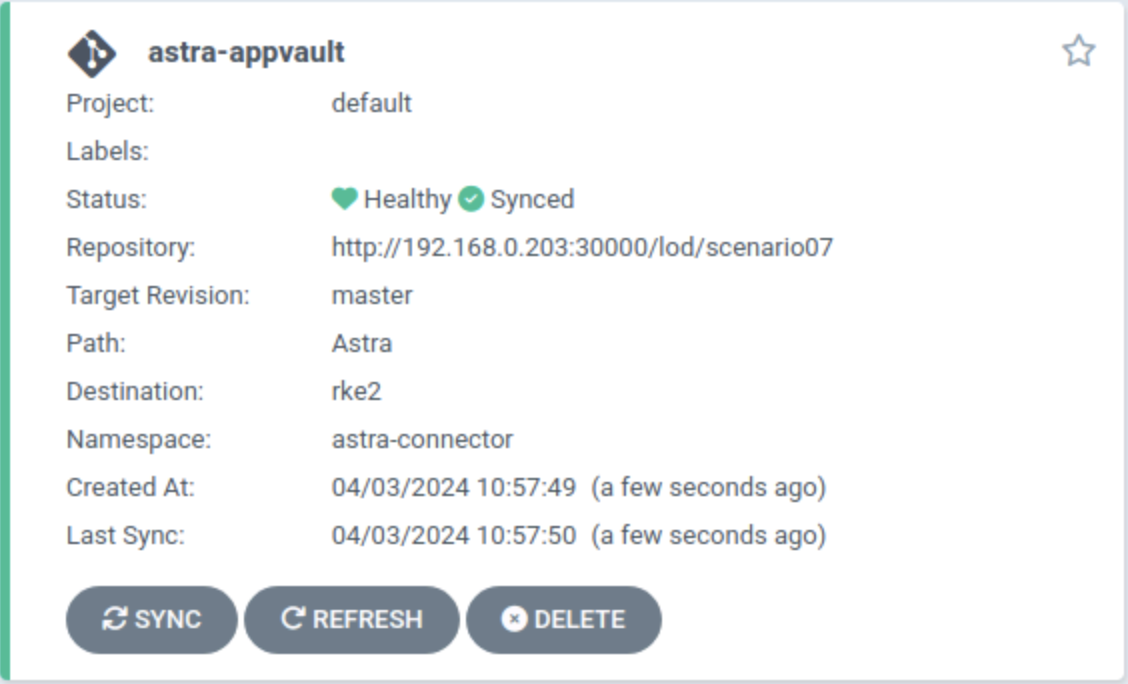 astra-appvault
Project: default
Labels:
Status: Healthy Synced
Repository: http://192.168.0.203:30000/lod/scenario07
Target Revision: master
Path: Astra
Destination: rke2
Namespace: astra-connector
Created At: 04/03/2024 10:57:49 (a few seconds ago)
Last Sync: 04/03/2024 10:57:50 (a few seconds ago)
SYNC REFRESH DELETE